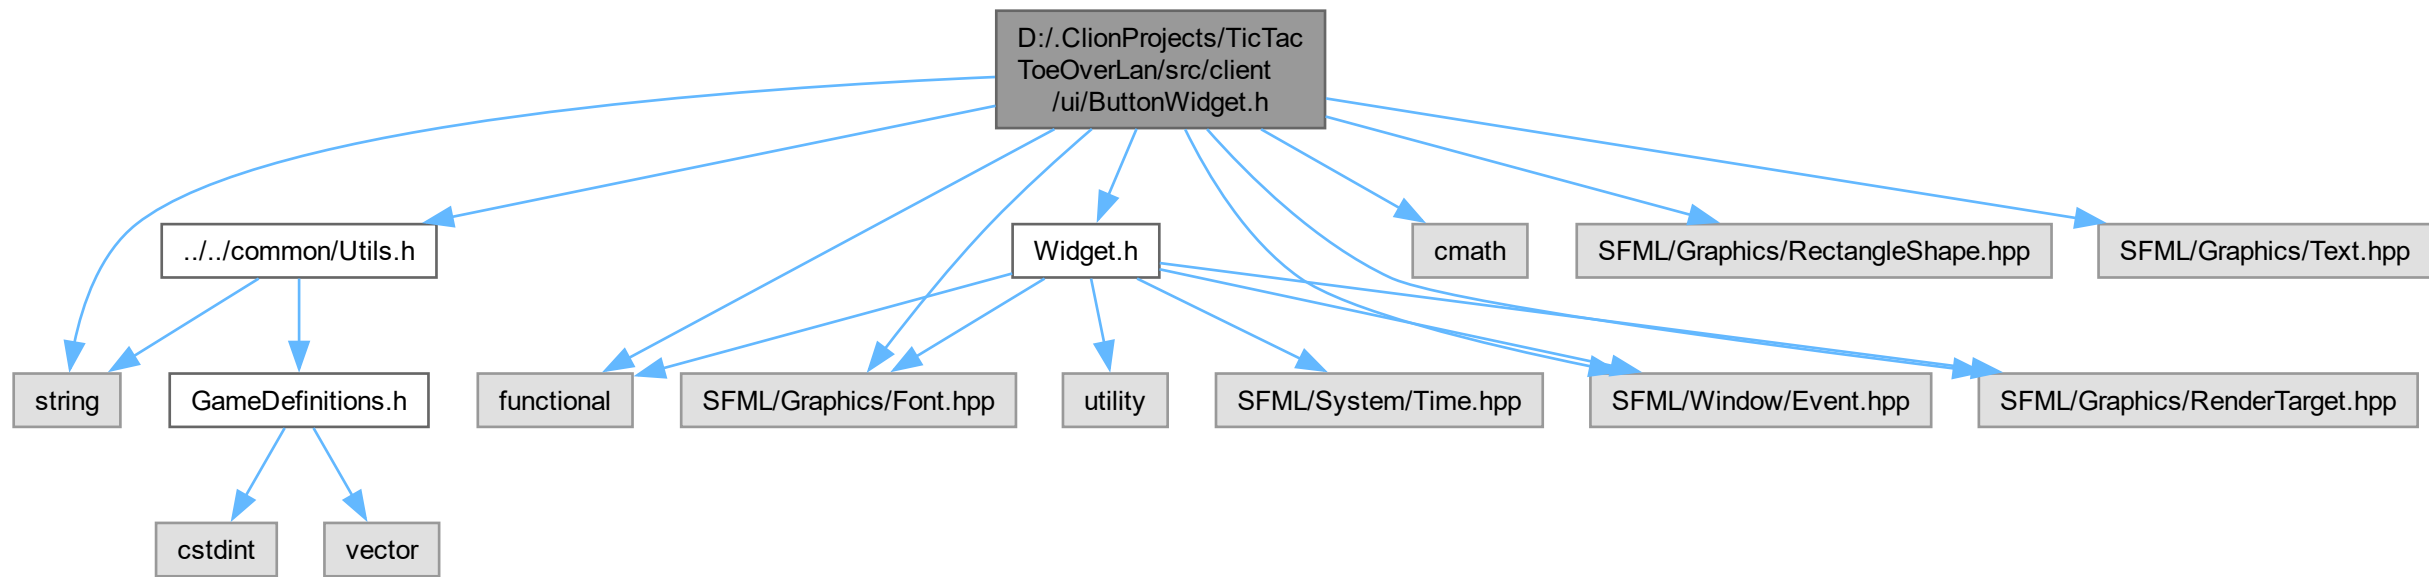 D:/.ClionProjects/TicTac
ToeOverLan/src/client
/ui/ButtonWidget.h
../../common/Utils.h
Widget.h
cmath
SFML/Graphics/RectangleShape.hpp
SFML/Graphics/Text.hpp
string
GameDefinitions.h
functional
SFML/Graphics/Font.hpp
utility
SFML/System/Time.hpp
SFML/Window/Event.hpp
SFML/Graphics/RenderTarget.hpp
cstdint
vector